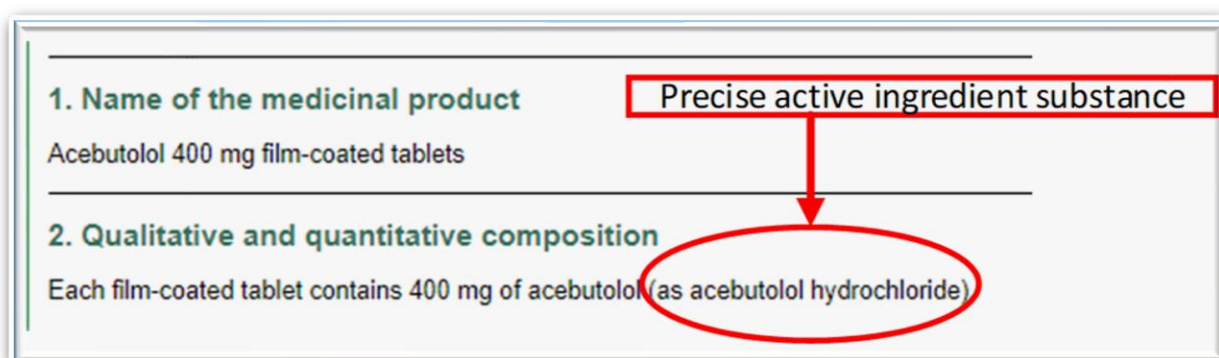 1. Name of the medicinal product
Precise active ingredient substance
Acebutolol 400 mg film-coated tablets
2. Qualitative and quantitative composition
Each film-coated tablet contains 400 mg of acebutolol (as acebutolol hydrochloride)